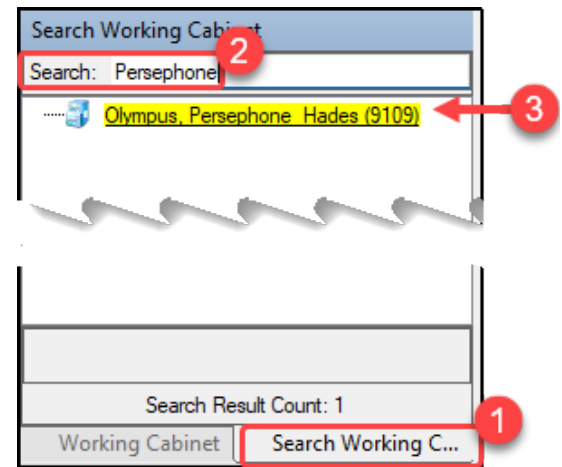 Search Working Cabinet
2
Search: Persephone
Olympus, Persephone Hades (9109)
3
Search Result Count: 1
1
Working Cabinet
Search Working C...